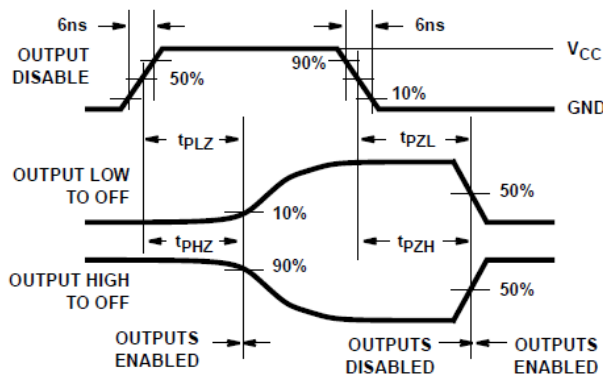 6ns
6ns
OUTPUT
DISABLE
50%
90%
10%
VCC
GND
tPLZ
tPZL
OUTPUT LOW
TO OFF
10%
50%
tPHZ
tPZH
OUTPUT HIGH
TO OFF
90%
50%
OUTPUTS
ENABLED
OUTPUTS
DISABLED
OUTPUTS
ENABLED